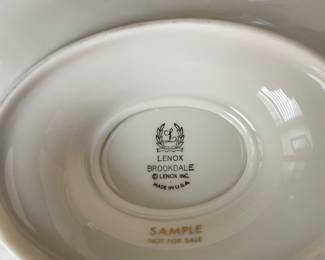 L
LENOX
BROOKDALE
© LENOX INC.
MADE IN U.S.A.
SAMPLE
NOT FOR SALE